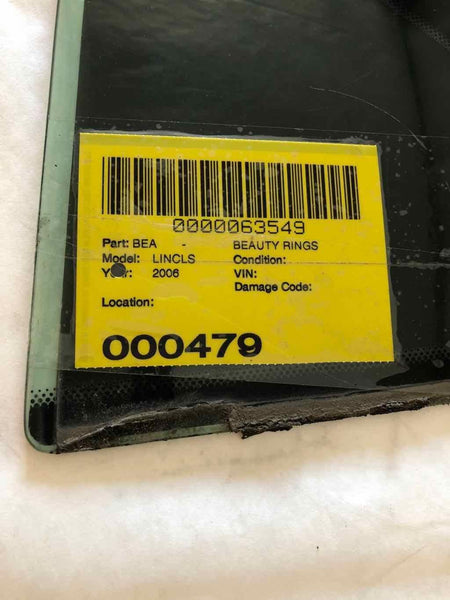 0000063549
Part: BEA - BEAUTY RINGS
Model: LINCLS Condition:
Year: 2006 VIN:
Damage Code:
Location:
000479